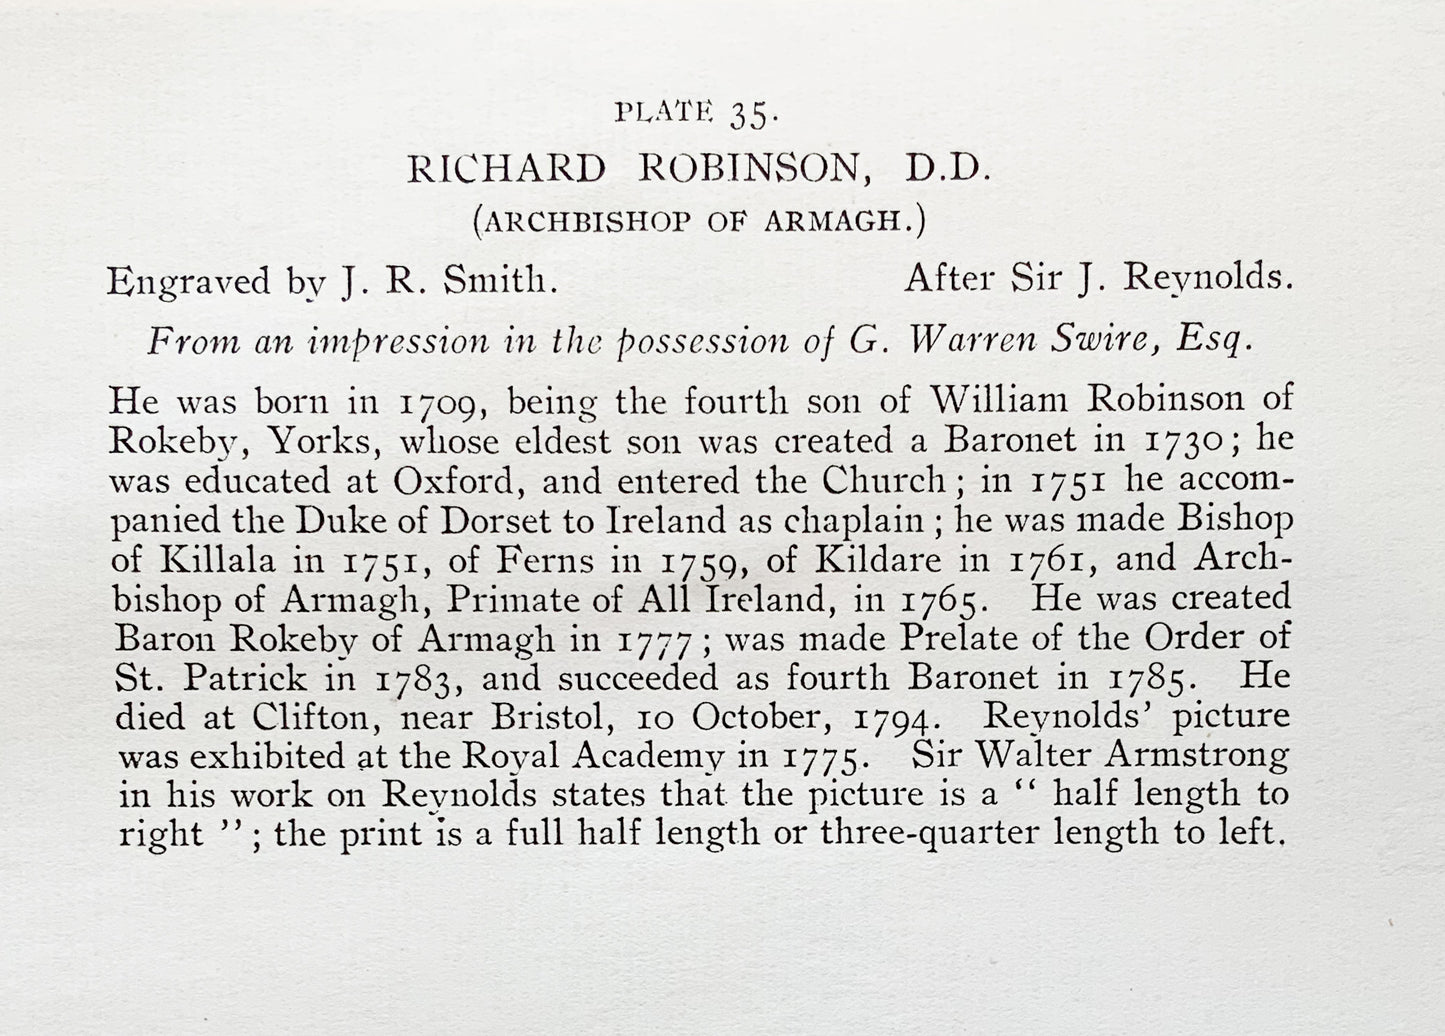 PLATE 35.
RICHARD ROBINSON, D.D.
(ARCHBISHOP OF ARMAGH.)
Engraved by J. R. Smith. After Sir J. Reynolds.
From an impression in the possession of G. Warren Swire, Esq.
He was born in 1709, being the fourth son of William Robinson of
Rokeby, Yorks, whose eldest son was created a Baronet in 1730; he
was educated at Oxford, and entered the Church; in 1751 he accom-
panied the Duke of Dorset to Ireland as chaplain; he was made Bishop
of Killala in 1751, of Ferns in 1759, of Kildare in 1761, and Arch-
bishop of Armagh, Primate of All Ireland, in 1765. He was created
Baron Rokeby of Armagh in 1777; was made Prelate of the Order of
St. Patrick in 1783, and succeeded as fourth Baronet in 1785. He
died at Clifton, near Bristol, 10 October, 1794. Reynolds' picture
was exhibited at the Royal Academy in 1775. Sir Walter Armstrong
in his work on Reynolds states that the picture is a “ half length to
right ”; the print is a full half length or three-quarter length to left.